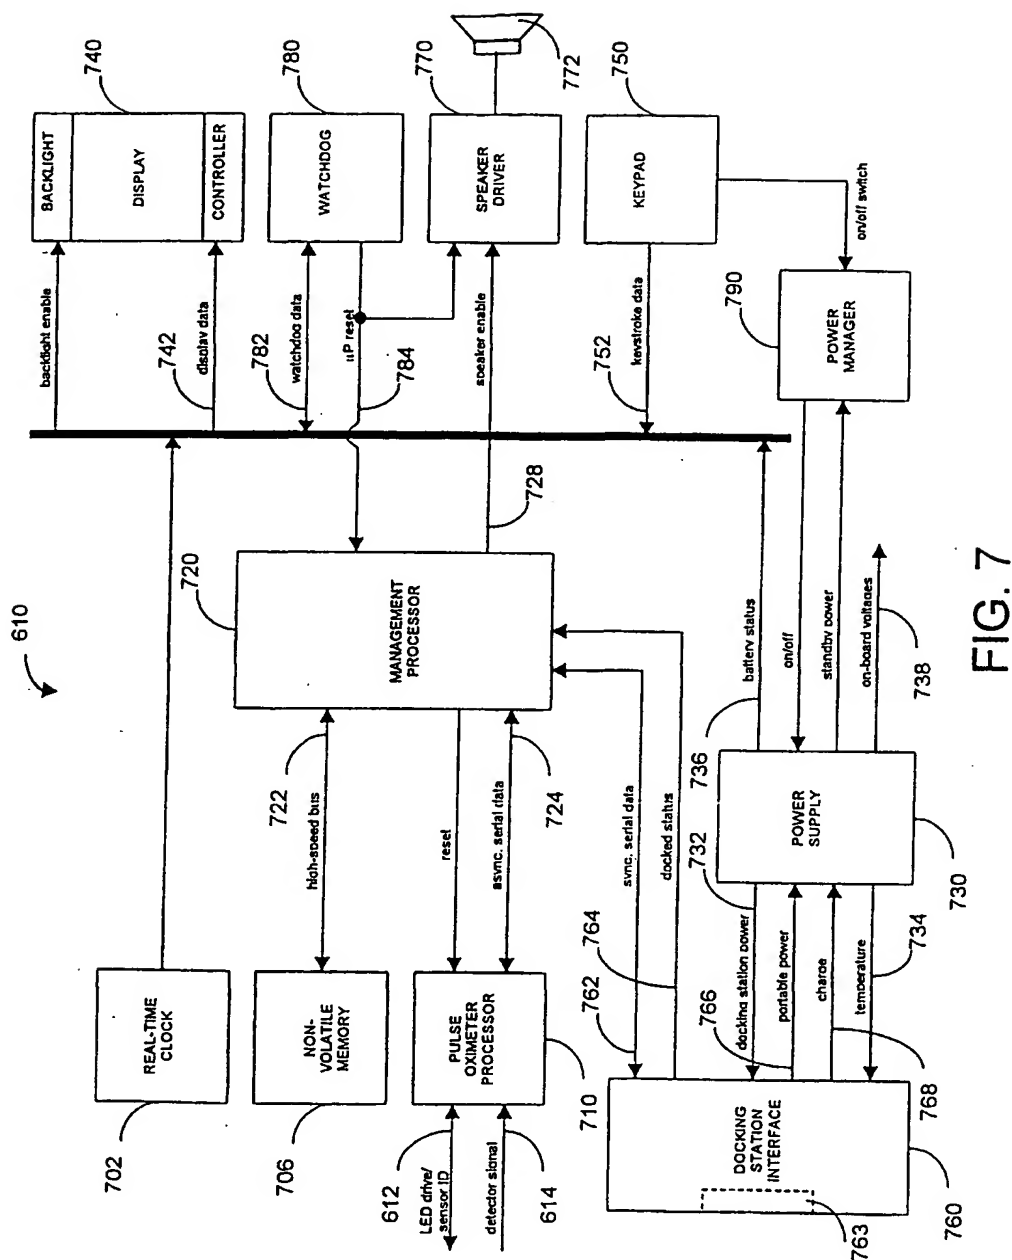 610
BACKLIGHT
DISPLAY
CONTROLLER
740
WATCHDOG
780
SPEAKER
DRIVER
770
772
KEYPAD
750
backlight enable
display data
742
watchdog data
782
µP reset
784
speaker enable
728
keystroke data
752
on/off switch
POWER
MANAGER
790
MANAGEMENT
PROCESSOR
720
battery status
736
on/off
standby power
on-board voltages
738
high-speed bus
722
reset
async. serial data
724
sync. serial data
762
docked status
764
POWER
SUPPLY
730
docking station power
732
portable power
766
charge
768
temperature
734
REAL-TIME
CLOCK
702
NON-
VOLATILE
MEMORY
706
PULSE
OXIMETER
PROCESSOR
710
LED drive/
sensor ID
612
detector signal
614
DOCKING
STATION
INTERFACE
760
763
FIG. 7